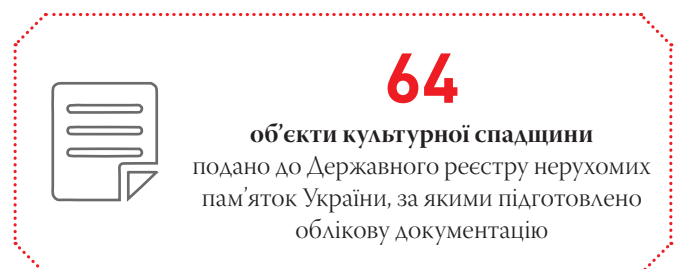 64
об’єкти культурної спадщини
подано до Державного реєстру нерухомих
пам’яток України, за якими підготовлено
облікову документацію